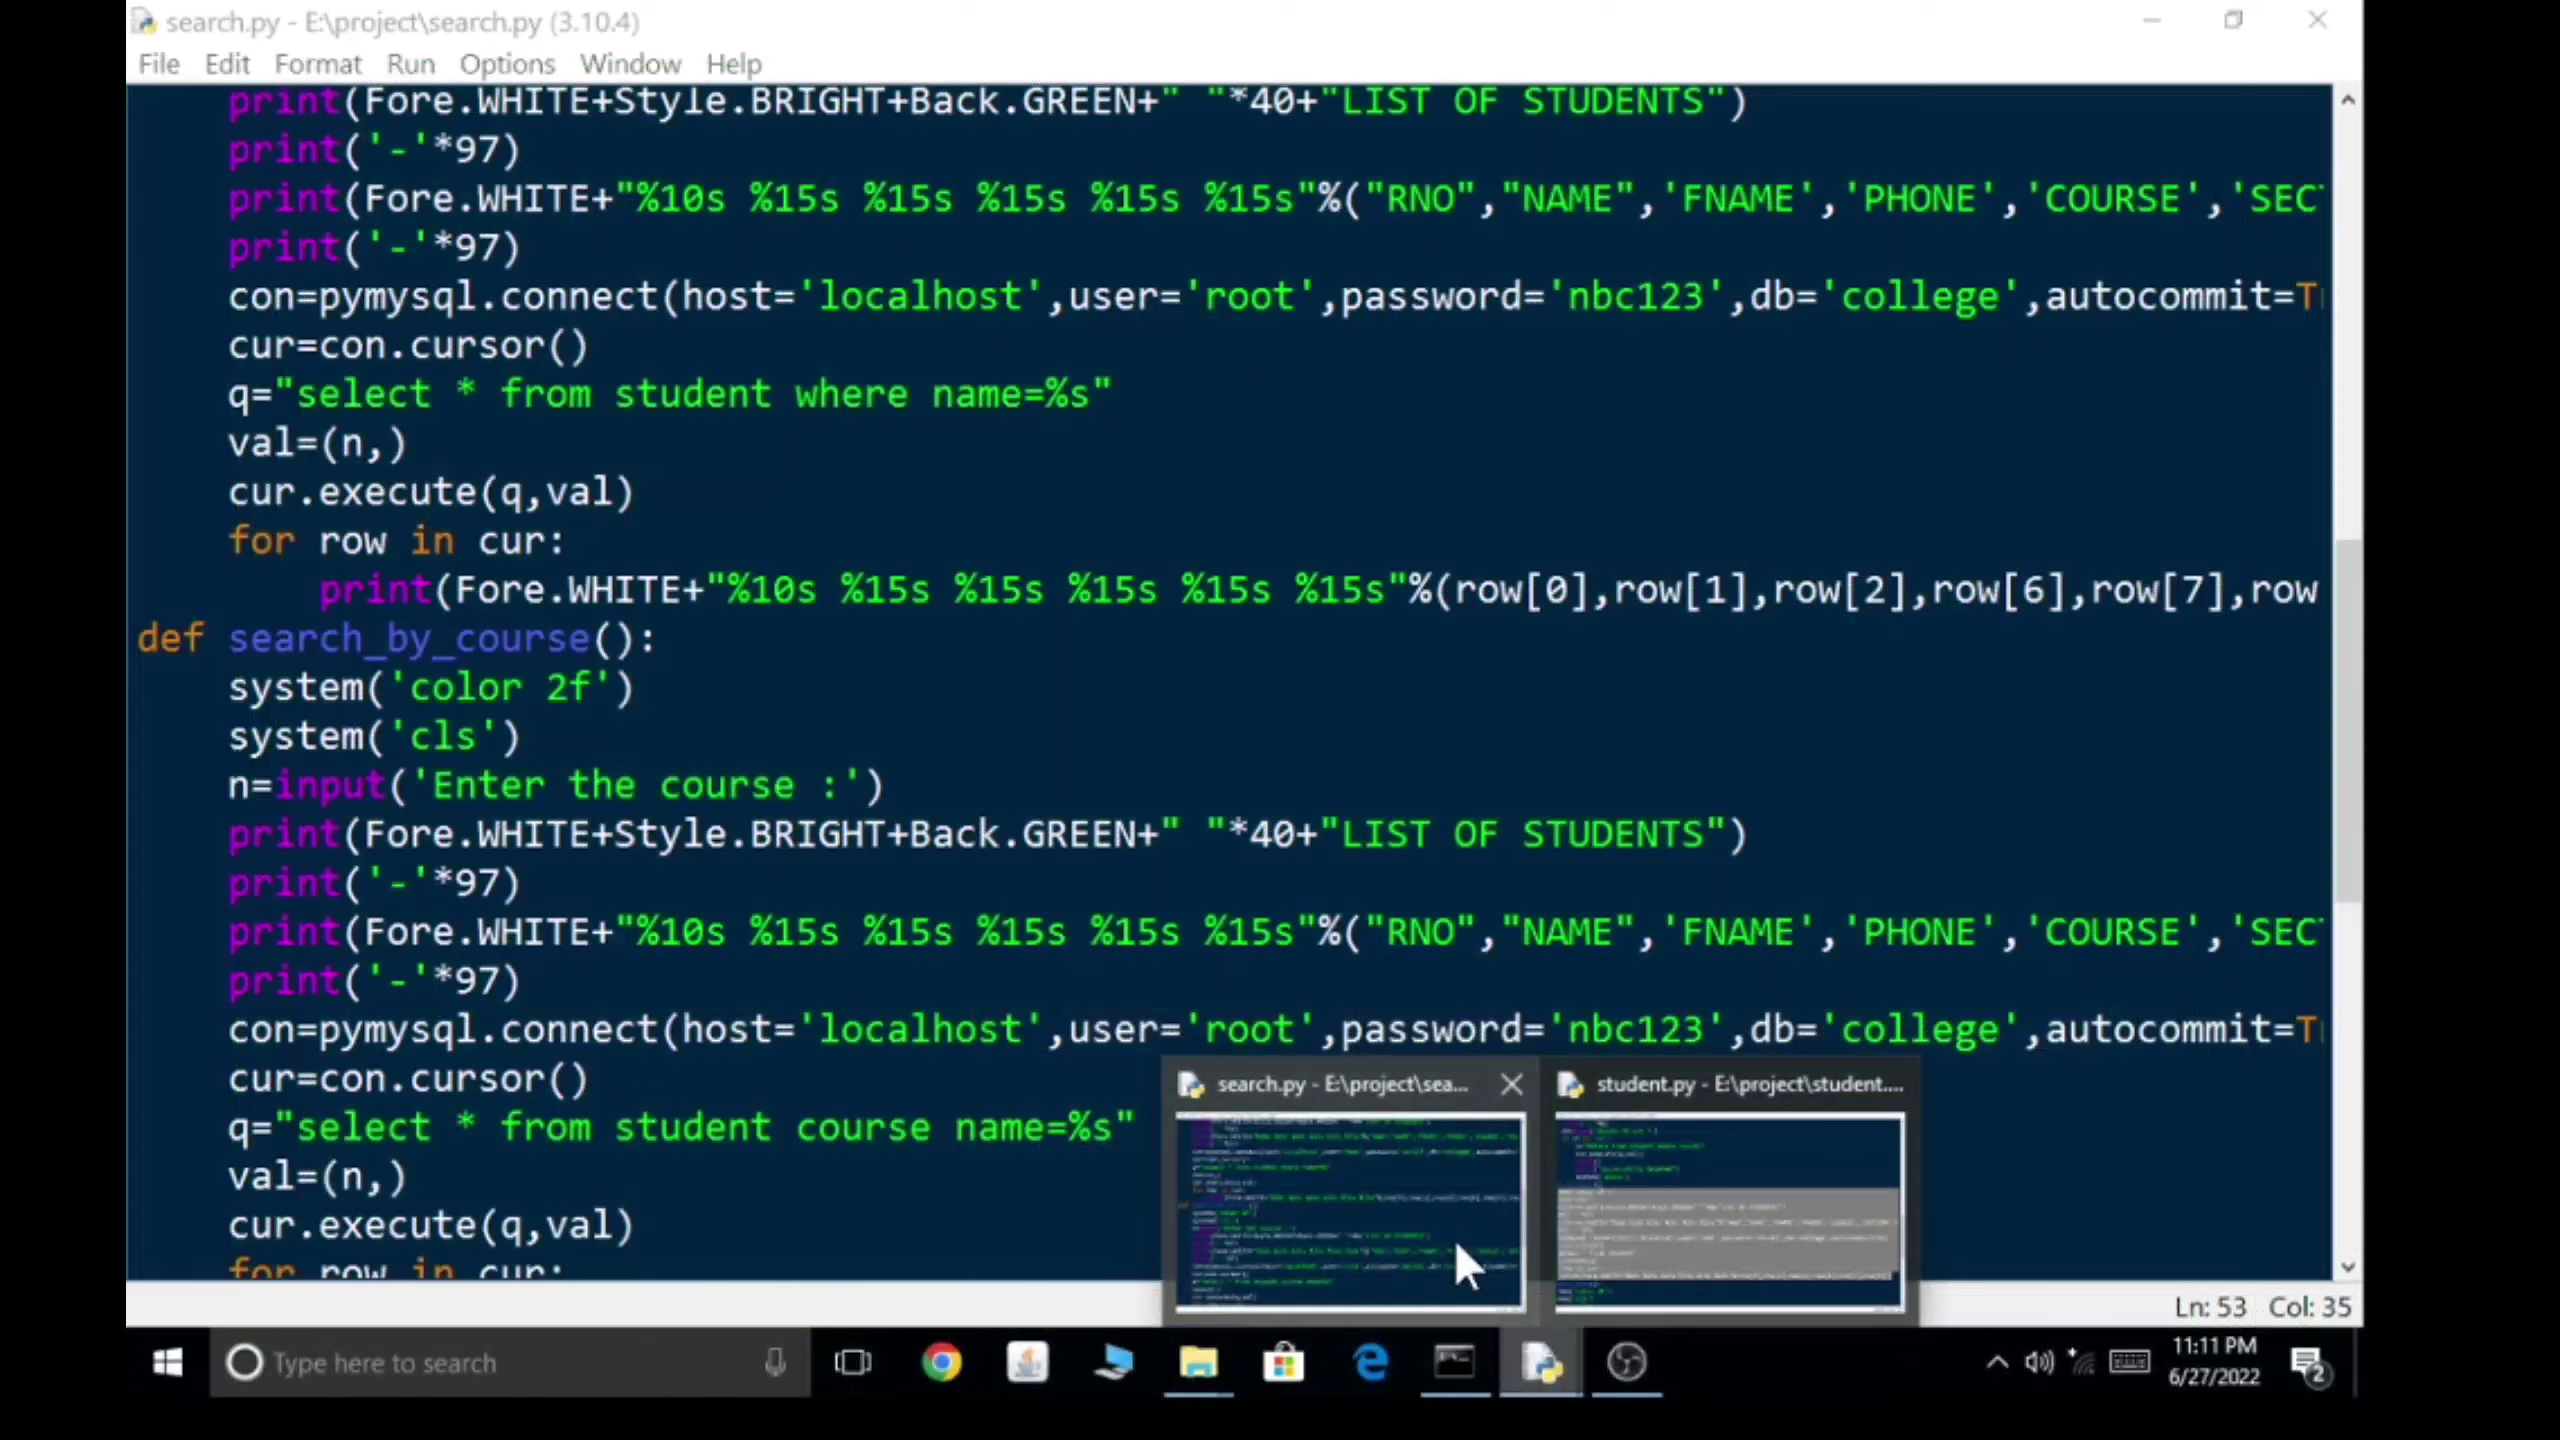 search.py - E:\project\search.py (3.10.4)
File Edit Format Run Options Window Help
print(Fore.WHITE+Style.BRIGHT+Back.GREEN+" "*40+"LIST OF STUDENTS")
print('-'*97)
print(Fore.WHITE+"%10s %15s %15s %15s %15s %15s"%("RNO","NAME",'FNAME','PHONE','COURSE','SEC
print('-'*97)
con=pymysql.connect(host='localhost',user='root',password='nbc123',db='college',autocommit=T
cur=con.cursor()
q="select * from student where name=%s"
val=(n,)
cur.execute(q,val)
for row in cur:
print(Fore.WHITE+"%10s %15s %15s %15s %15s %15s"%(row[0],row[1],row[2],row[6],row[7],row
def search_by_course():
system('color 2f')
system('cls')
n=input('Enter the course :')
print(Fore.WHITE+Style.BRIGHT+Back.GREEN+" "*40+"LIST OF STUDENTS")
print('-'*97)
print(Fore.WHITE+"%10s %15s %15s %15s %15s %15s"%("RNO","NAME",'FNAME','PHONE','COURSE','SEC
print('-'*97)
con=pymysql.connect(host='localhost',user='root',password='nbc123',db='college',autocommit=T
cur=con.cursor()
q="select * from student course name=%s"
val=(n,)
cur.execute(q,val)
for row in cur:
search.py - E:\project\sea...
student.py - E:\project\student....
Ln: 53 Col: 35
Type here to search
11:11 PM
6/27/2022
2